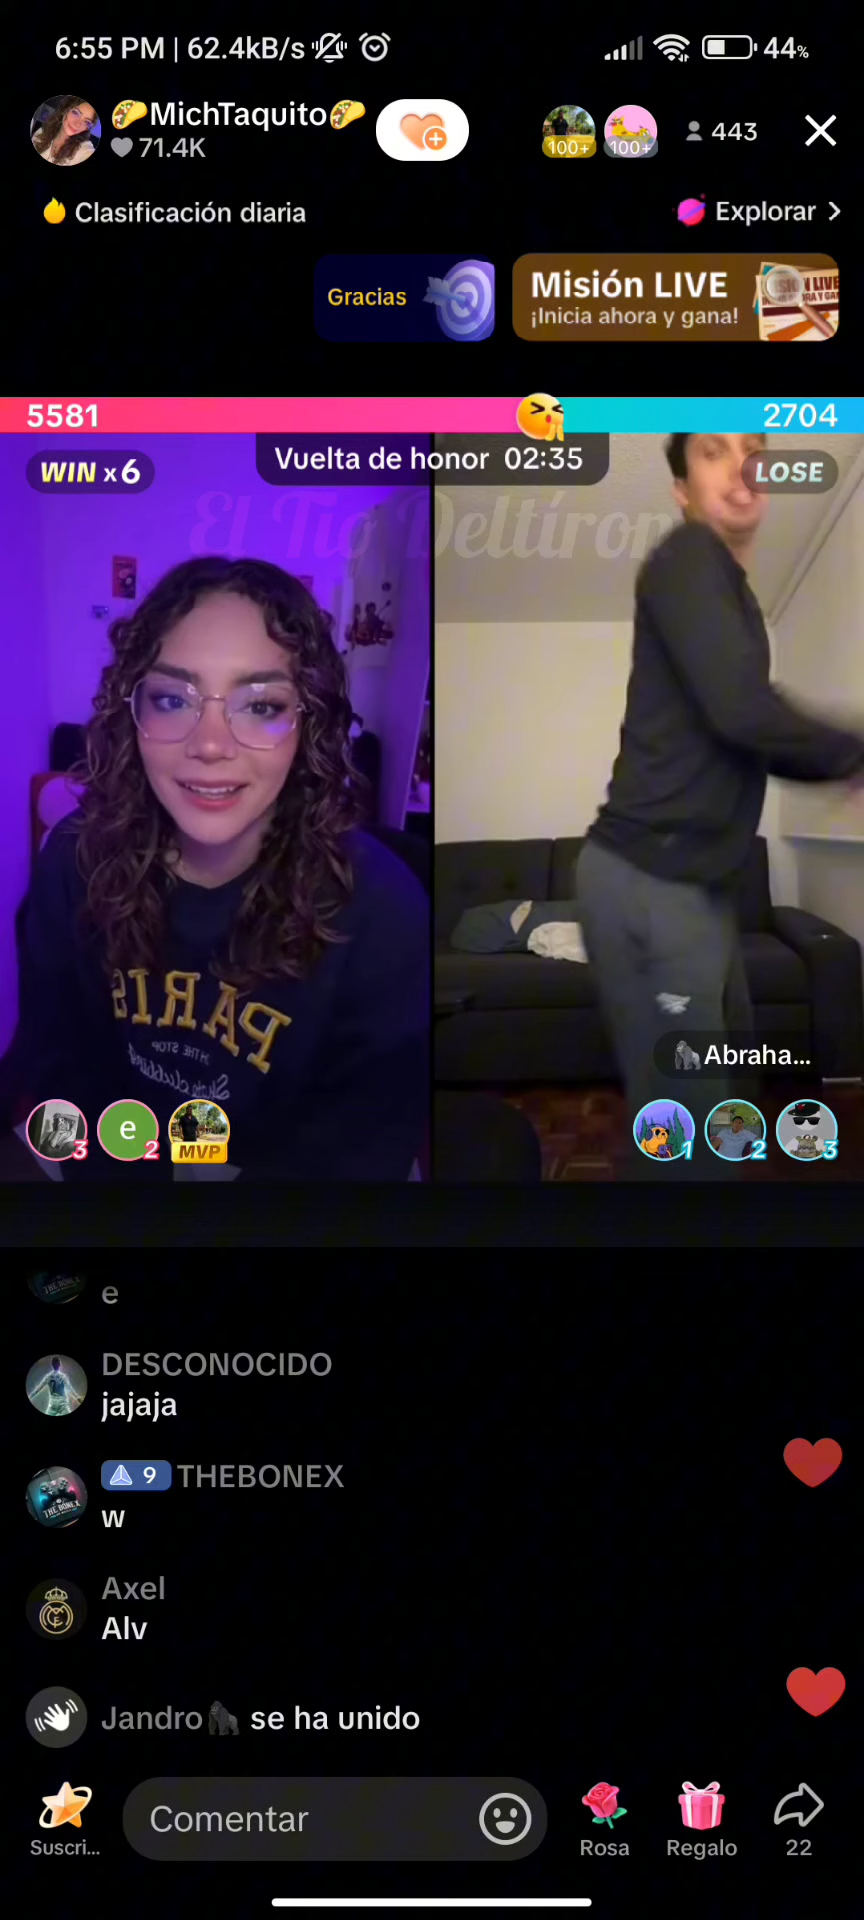 6:55 PM | 62.4kB/s 44%
🌮MichTaquito🌮
71.4K
100+ 100+ 443
Clasificación diaria
Explorar >
Gracias
Misión LIVE
¡Inicia ahora y gana!
5581 2704
WIN x6
Vuelta de honor 02:35
LOSE
El Tio Deltíron
PARIS
🦍Abraha...
3 e 2 MVP
1 2 3
e
DESCONOCIDO
jajaja
9 THEBONEX
w
Axel
Alv
Jandro🦍 se ha unido
Comentar
Suscri... Rosa Regalo 22